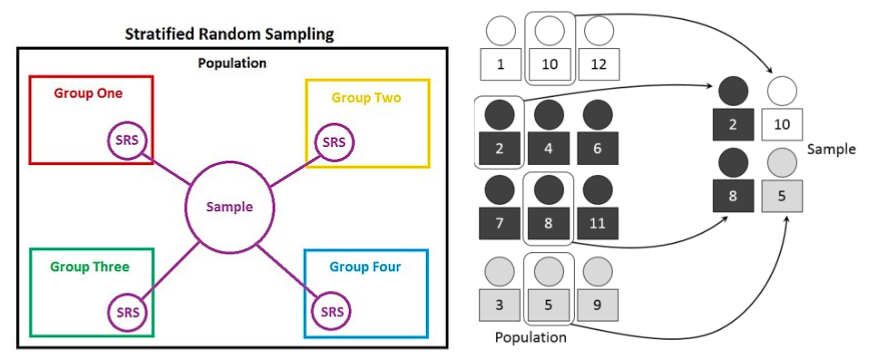 Stratified Random Sampling
Population
Group One
Group Two
SRS
SRS
Sample
Group Three
Group Four
SRS
SRS
1 10 12
2 4 6
7 8 11
3 5 9
Population
2 10
Sample
8 5